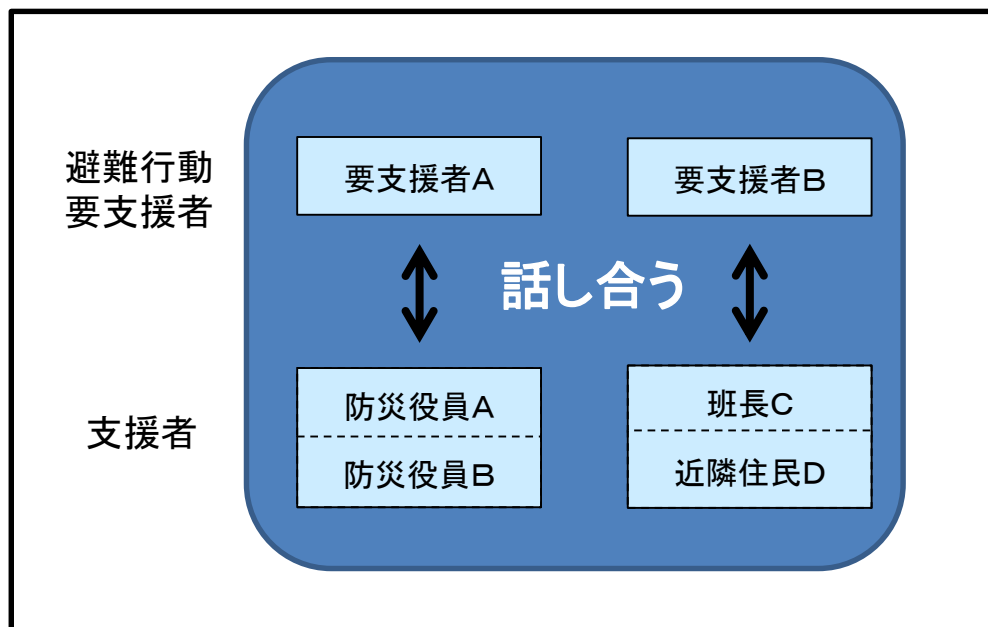 避難行動
要支援者
要支援者A
要支援者B
話し合う
支援者
防災役員A
防災役員B
班長C
近隣住民D